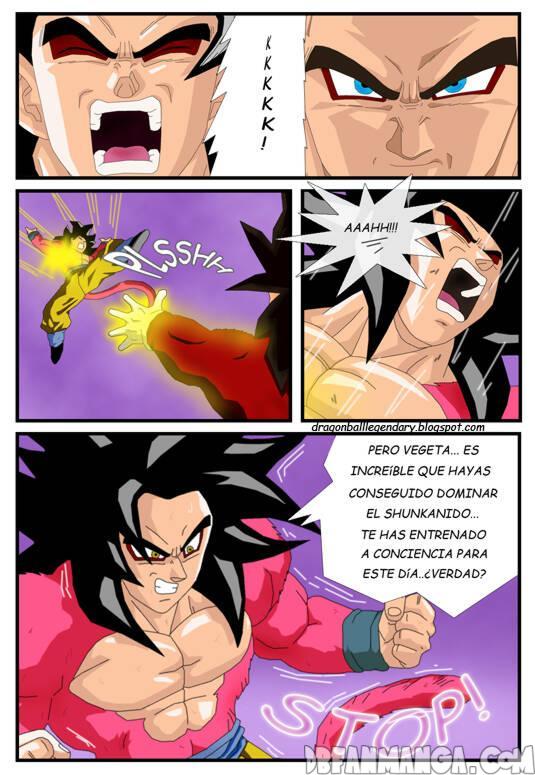 KKKKK!
PLSSHH
AAAHH!!!
dragonballlegendary.blogspot.com
PERO VEGETA... ES
INCREÍBLE QUE HAYAS
CONSEGUIDO DOMINAR
EL SHUNKANIDO...
TE HAS ENTRENADO
A CONCIENCIA PARA
ESTE DÍA..¿VERDAD?
STOP!
DBFANMANGA.COM